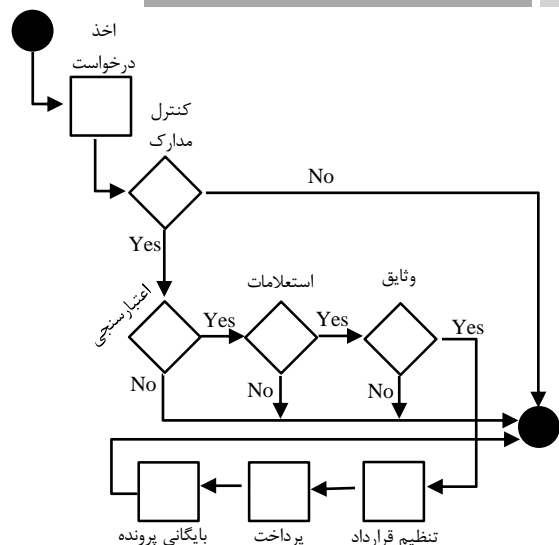 اخذ
درخواست
کنترل
مدارک
No
Yes
اعتبارسنجی
استعلامات
وثایق
Yes
Yes
Yes
No
No
No
تنظیم قرارداد
پرداخت
بایگانی پرونده